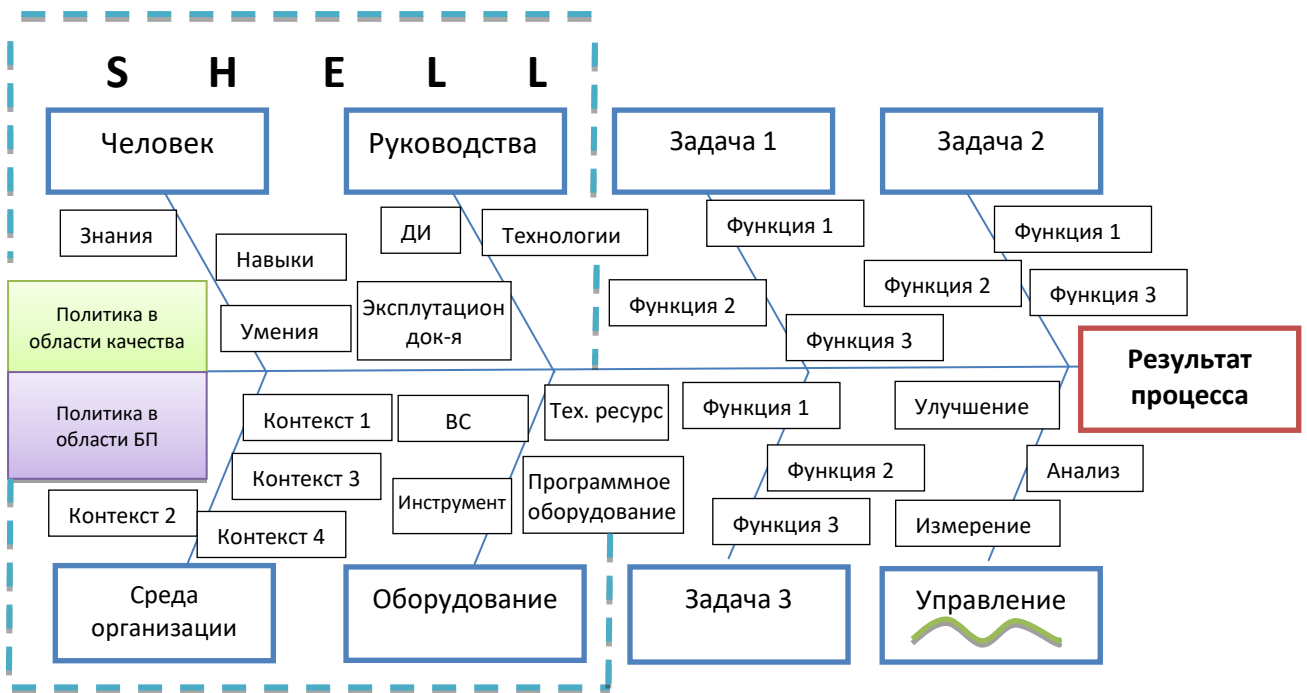 S H E L L
Человек
Руководства
Задача 1
Задача 2
Знания
Навыки
Умения
ДИ
Технологии
Эксплутацион
док-я
Функция 1
Функция 2
Функция 3
Функция 1
Функция 2
Функция 3
Политика в
области качества
Политика в
области БП
Результат
процесса
Контекст 1
Контекст 3
Контекст 2
Контекст 4
ВС
Тех. ресурс
Инструмент
Программное
оборудование
Функция 1
Функция 2
Функция 3
Улучшение
Анализ
Измерение
Среда
организации
Оборудование
Задача 3
Управление